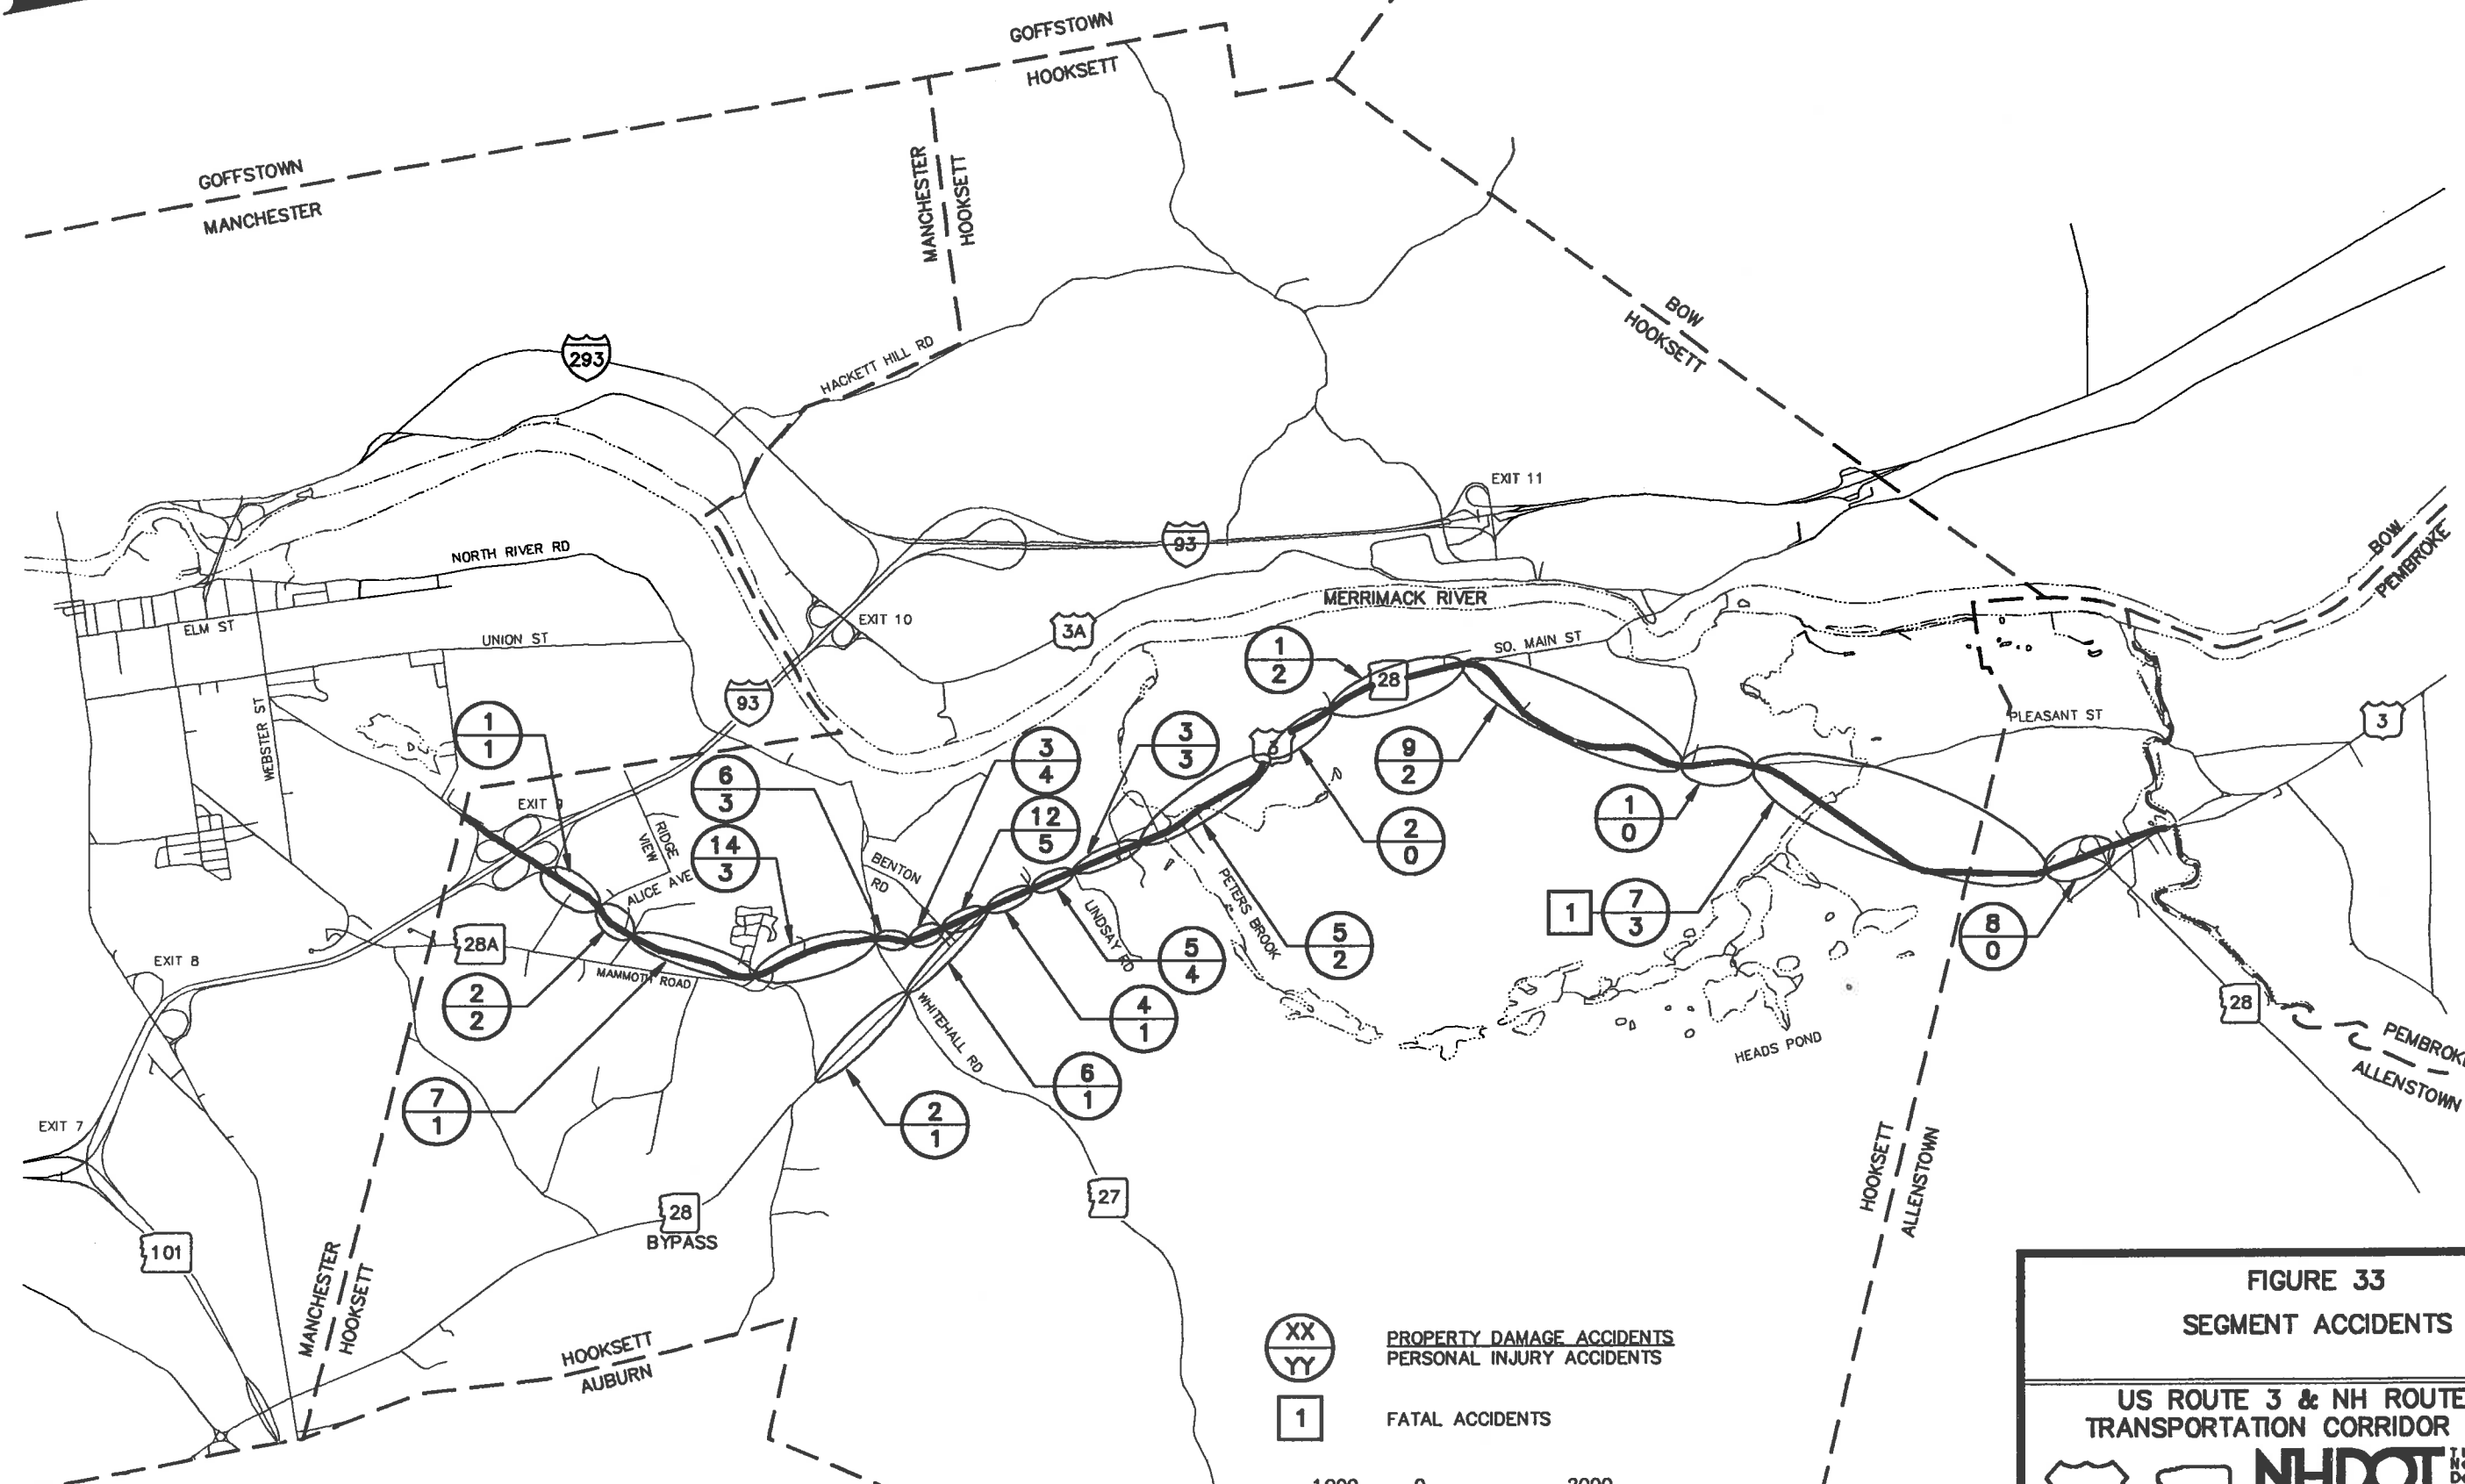 GOFFSTOWN
HOOKSETT
GOFFSTOWN
MANCHESTER
MANCHESTER
HOOKSETT
BOW
HOOKSETT
293
HACKETT HILL RD
EXIT 11
93
NORTH RIVER RD
BOW
PEMBROKE
MERRIMACK RIVER
EXIT 10
3A
ELM ST
UNION ST
SO. MAIN ST
1
2
28
93
WEBSTER ST
PLEASANT ST
3
1
1
3
4
3
3
3
9
2
6
3
EXIT 9
RIDGE
VIEW
12
5
1
0
2
0
14
3
BENTON
RD
ALICE AVE
PETERS BROOK
LINDSAY RD
1
7
3
8
0
28A
5
2
5
4
EXIT 8
MAMMOTH ROAD
2
2
4
1
WHITEHALL RD
28
HEADS POND
PEMBROKE
ALLENSTOWN
6
1
7
1
2
1
EXIT 7
HOOKSETT
ALLENSTOWN
27
28
BYPASS
101
MANCHESTER
HOOKSETT
HOOKSETT
AUBURN
XX
YY
PROPERTY DAMAGE ACCIDENTS
PERSONAL INJURY ACCIDENTS
1
FATAL ACCIDENTS
1000 0 2000
FIGURE 33
SEGMENT ACCIDENTS
US ROUTE 3 & NH ROUTE
TRANSPORTATION CORRIDOR
NHDOT